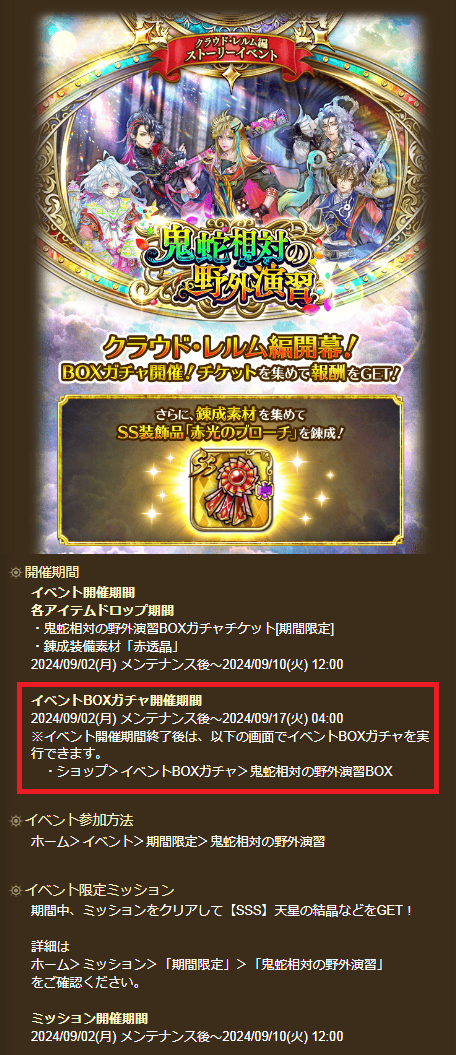 クラウド・レルム編
ストーリーイベント
鬼蛇相対の
野外演習
クラウド・レルム編開幕!
BOXガチャ開催!チケットを集めて報酬をGET!
さらに、錬成素材を集めて
SS装飾品「赤光のブローチ」を錬成!
SS
開催期間
イベント開催期間
各アイテムドロップ期間
・鬼蛇相対の野外演習BOXガチャチケット[期間限定]
・錬成装備素材「赤透晶」
2024/09/02(月) メンテナンス後～2024/09/10(火) 12:00
イベントBOXガチャ開催期間
2024/09/02(月) メンテナンス後～2024/09/17(火) 04:00
※イベント開催期間終了後は、以下の画面でイベントBOXガチャを実
行できます。
・ショップ＞イベントBOXガチャ＞鬼蛇相対の野外演習BOX
イベント参加方法
ホーム＞イベント＞期間限定＞鬼蛇相対の野外演習
イベント限定ミッション
期間中、ミッションをクリアして【SSS】天星の結晶などをGET！
詳細は
ホーム＞ミッション＞「期間限定」＞「鬼蛇相対の野外演習」
をご確認ください。
ミッション開催期間
2024/09/02(月) メンテナンス後～2024/09/10(火) 12:00